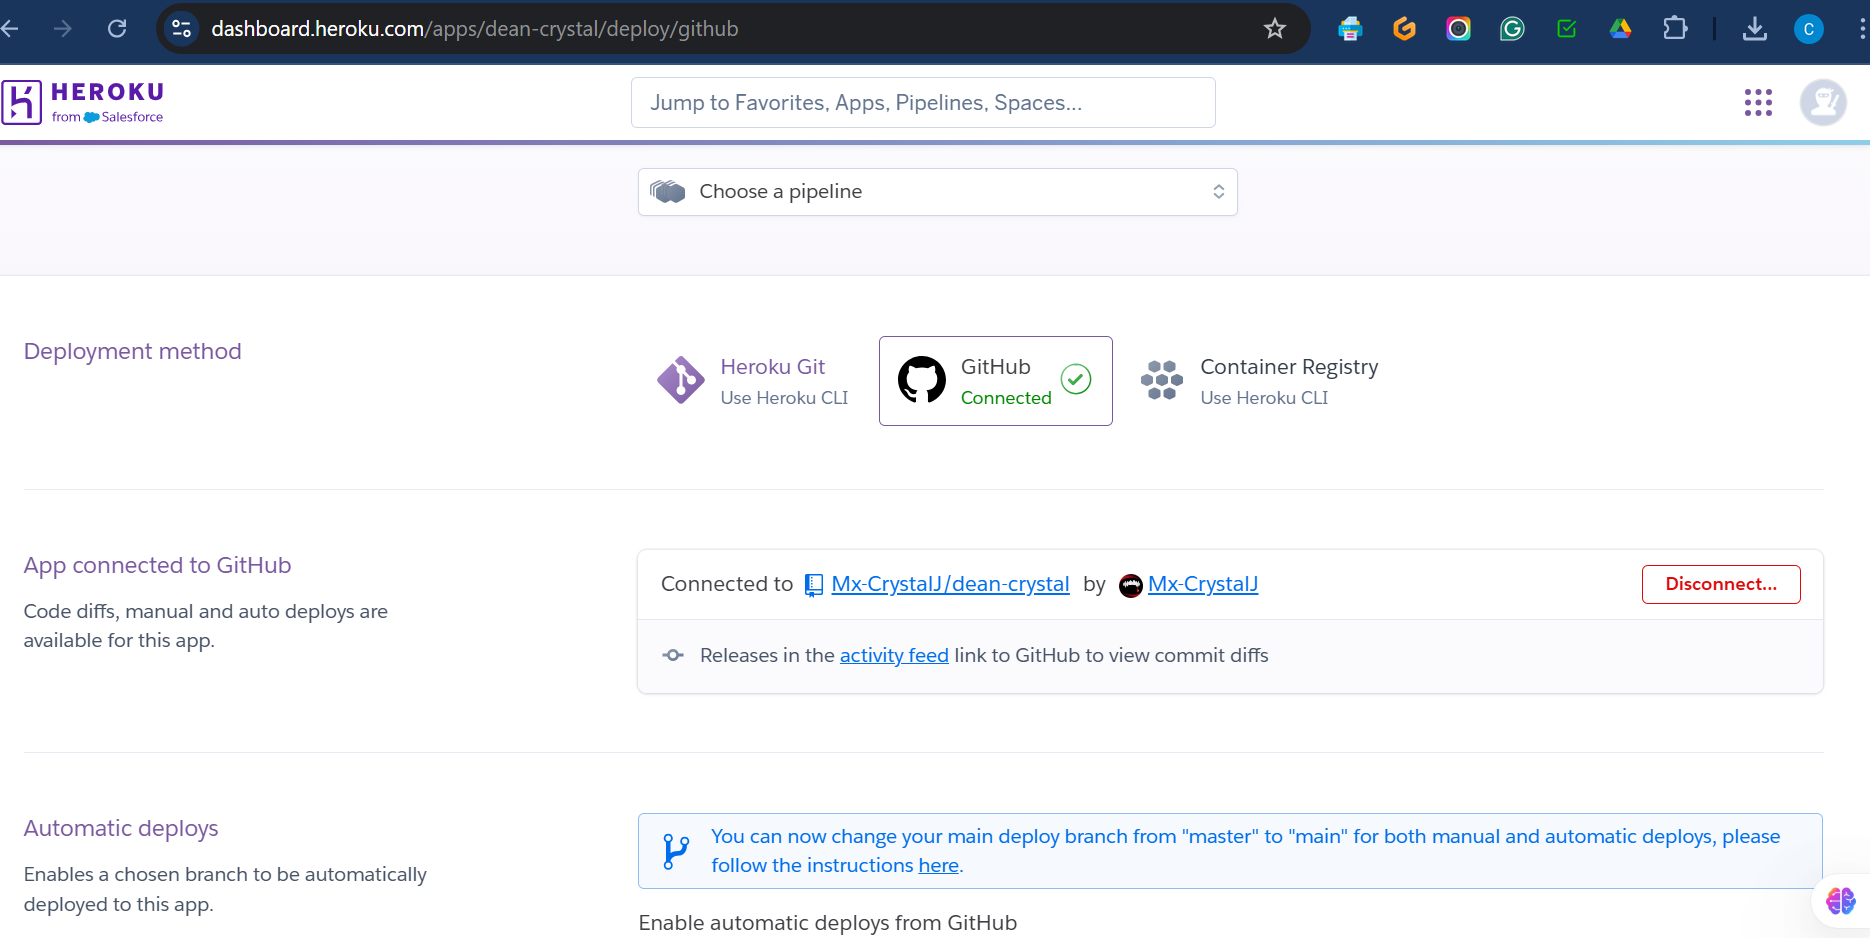 dashboard.heroku.com/apps/dean-crystal/deploy/github
C
HEROKU
from Salesforce
Jump to Favorites, Apps, Pipelines, Spaces...
Choose a pipeline
Deployment method
Heroku Git
Use Heroku CLI
GitHub
Connected
Container Registry
Use Heroku CLI
App connected to GitHub
Code diffs, manual and auto deploys are
available for this app.
Connected to Mx-CrystalJ/dean-crystal by Mx-CrystalJ
Disconnect...
Releases in the activity feed link to GitHub to view commit diffs
Automatic deploys
Enables a chosen branch to be automatically
deployed to this app.
You can now change your main deploy branch from "master" to "main" for both manual and automatic deploys, please
follow the instructions here.
Enable automatic deploys from GitHub